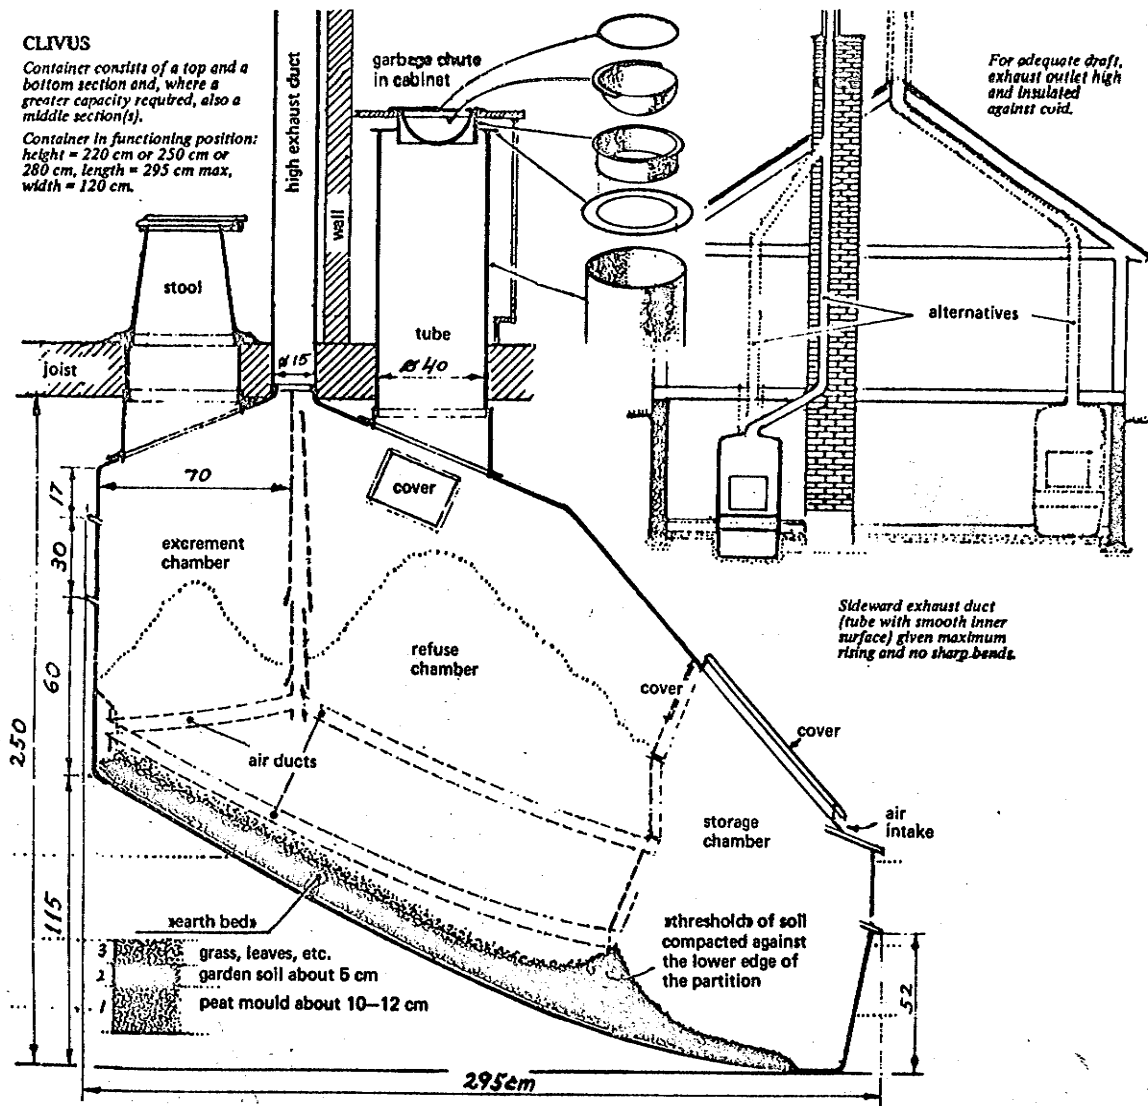 CLIVUS
Container consists of a top and a
bottom section and, where a
greater capacity required, also a
middle section(s).
Container in functioning position:
height = 220 cm or 250 cm or
280 cm, length = 295 cm max,
width = 120 cm.
high exhaust duct
wall
garbage chute
in cabinet
For adequate draft,
exhaust outlet high
and insulated
against cold.
stool
tube
joist
ø 15
ø 40
alternatives
70
cover
17
30
60
250
115
excrement
chamber
refuse
chamber
Sideward exhaust duct
(tube with smooth inner
surface) given maximum
rising and no sharp bends.
cover
cover
air ducts
storage
chamber
air
intake
»earth bed»
3 grass, leaves, etc.
2 garden soil about 5 cm
1 peat mould about 10–12 cm
»threshold» of soil
compacted against
the lower edge of
the partition
52
295cm